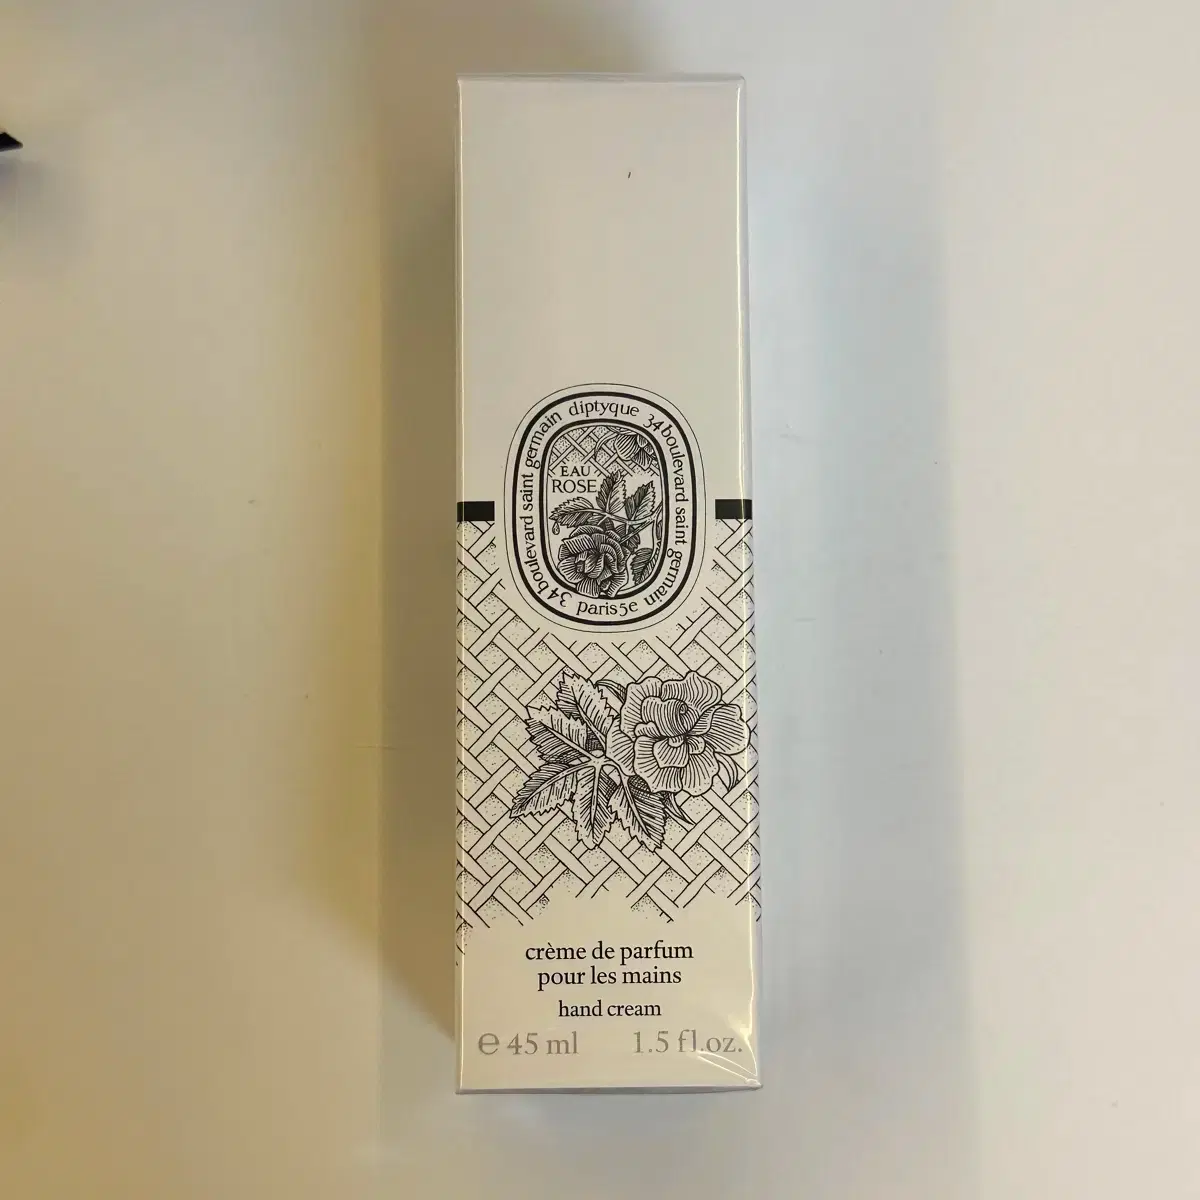 34 boulevard saint germain diptyque 34 boulevard saint germain
paris 5e
EAU
ROSE
crème de parfum
pour les mains
hand cream
℮ 45 ml 1.5 fl.oz.